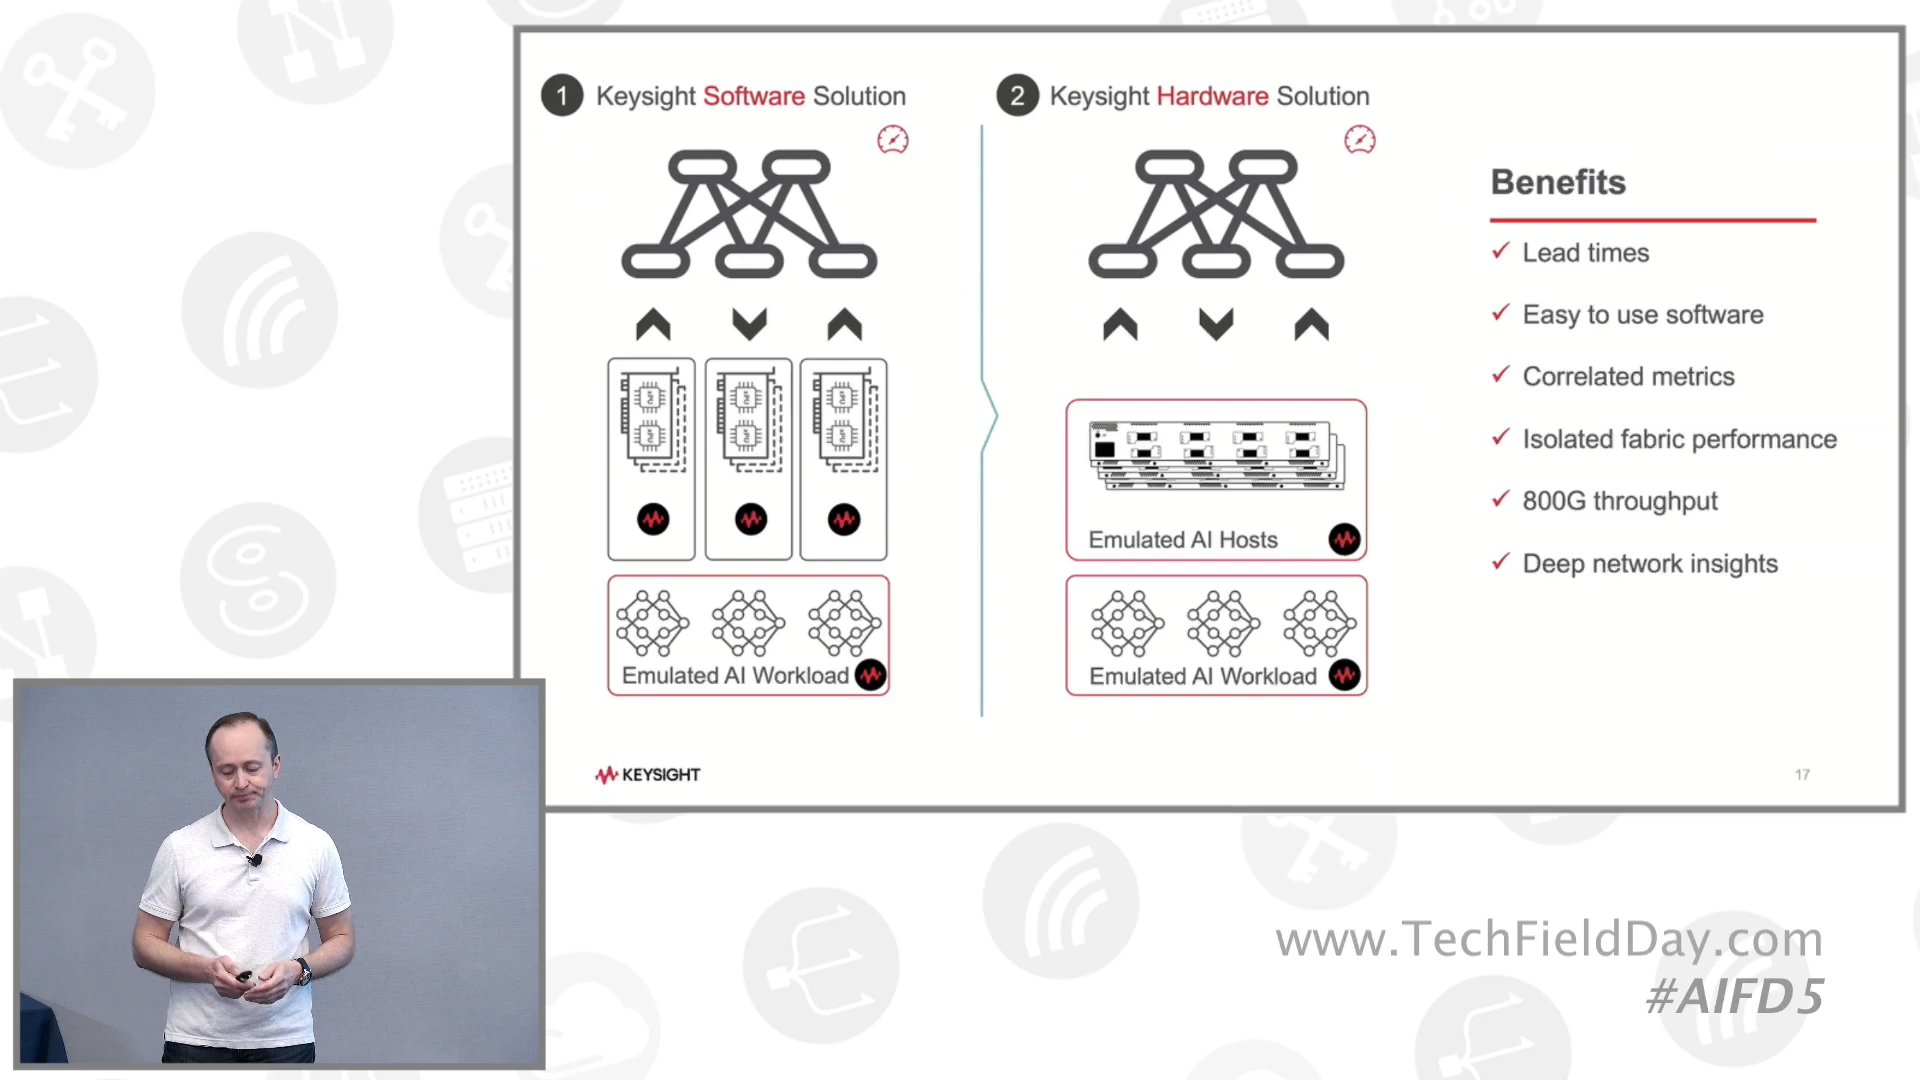 1 Keysight Software Solution
2 Keysight Hardware Solution
Benefits
✓ Lead times
✓ Easy to use software
✓ Correlated metrics
✓ Isolated fabric performance
✓ 800G throughput
✓ Deep network insights
Emulated AI Workload
Emulated AI Hosts
Emulated AI Workload
KEYSIGHT
17
www.TechFieldDay.com
#AIFD5